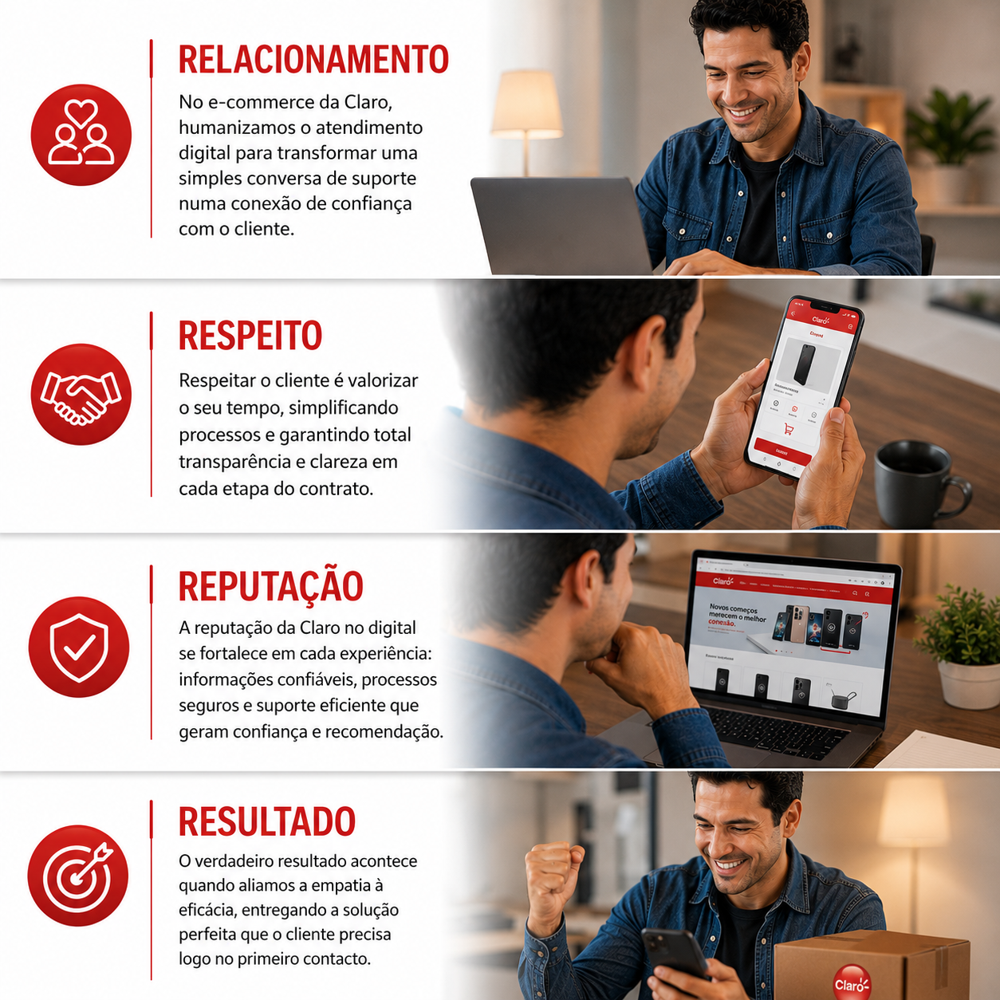 RELACIONAMENTO
No e-commerce da Claro,
humanizamos o atendimento
digital para transformar uma
simples conversa de suporte
numa conexão de confiança
com o cliente.
RESPEITO
Respeitar o cliente é valorizar
o seu tempo, simplificando
processos e garantindo total
transparência e clareza em
cada etapa do contrato.
Claro
REPUTAÇÃO
A reputação da Claro no digital
se fortalece em cada experiência:
informações confiáveis, processos
seguros e suporte eficiente que
geram confiança e recomendação.
Claro
Novos começos
merecem o melhor
conexão.
RESULTADO
O verdadeiro resultado acontece
quando aliamos a empatia à
eficácia, entregando a solução
perfeita que o cliente precisa
logo no primeiro contacto.
Claro